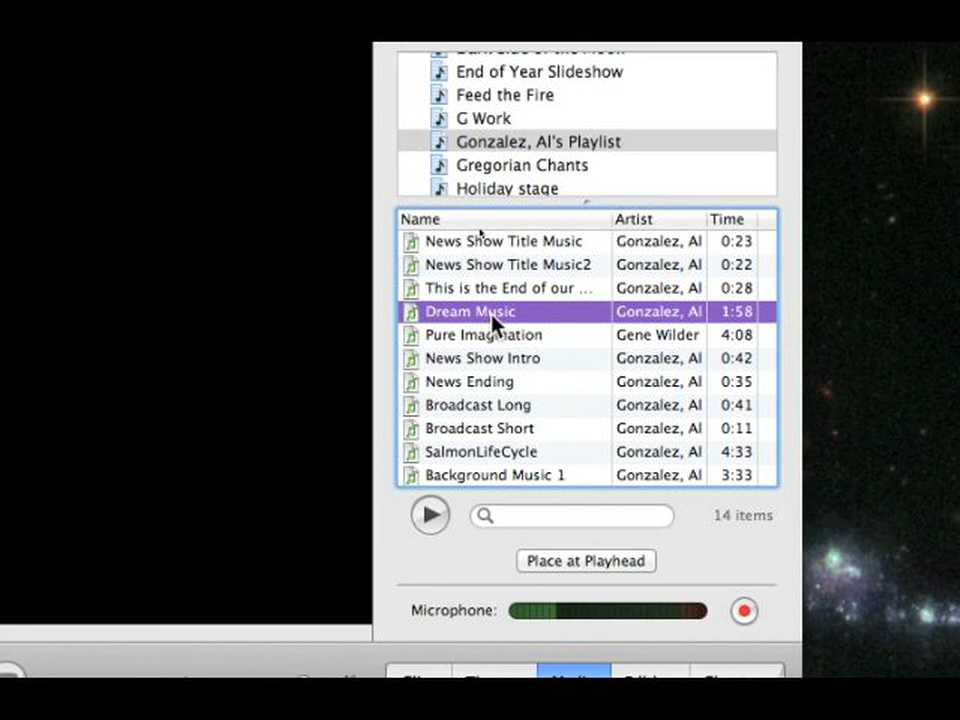 End of Year Slideshow
Feed the Fire
G Work
Gonzalez, Al's Playlist
Gregorian Chants
Holiday stage
Name Artist Time
News Show Title Music Gonzalez, Al 0:23
News Show Title Music2 Gonzalez, Al 0:22
This is the End of our ... Gonzalez, Al 0:28
Dream Music Gonzalez, Al 1:58
Pure Imagination Gene Wilder 4:08
News Show Intro Gonzalez, Al 0:42
News Ending Gonzalez, Al 0:35
Broadcast Long Gonzalez, Al 0:41
Broadcast Short Gonzalez, Al 0:11
SalmonLifeCycle Gonzalez, Al 4:33
Background Music 1 Gonzalez, Al 3:33
14 items
Place at Playhead
Microphone: